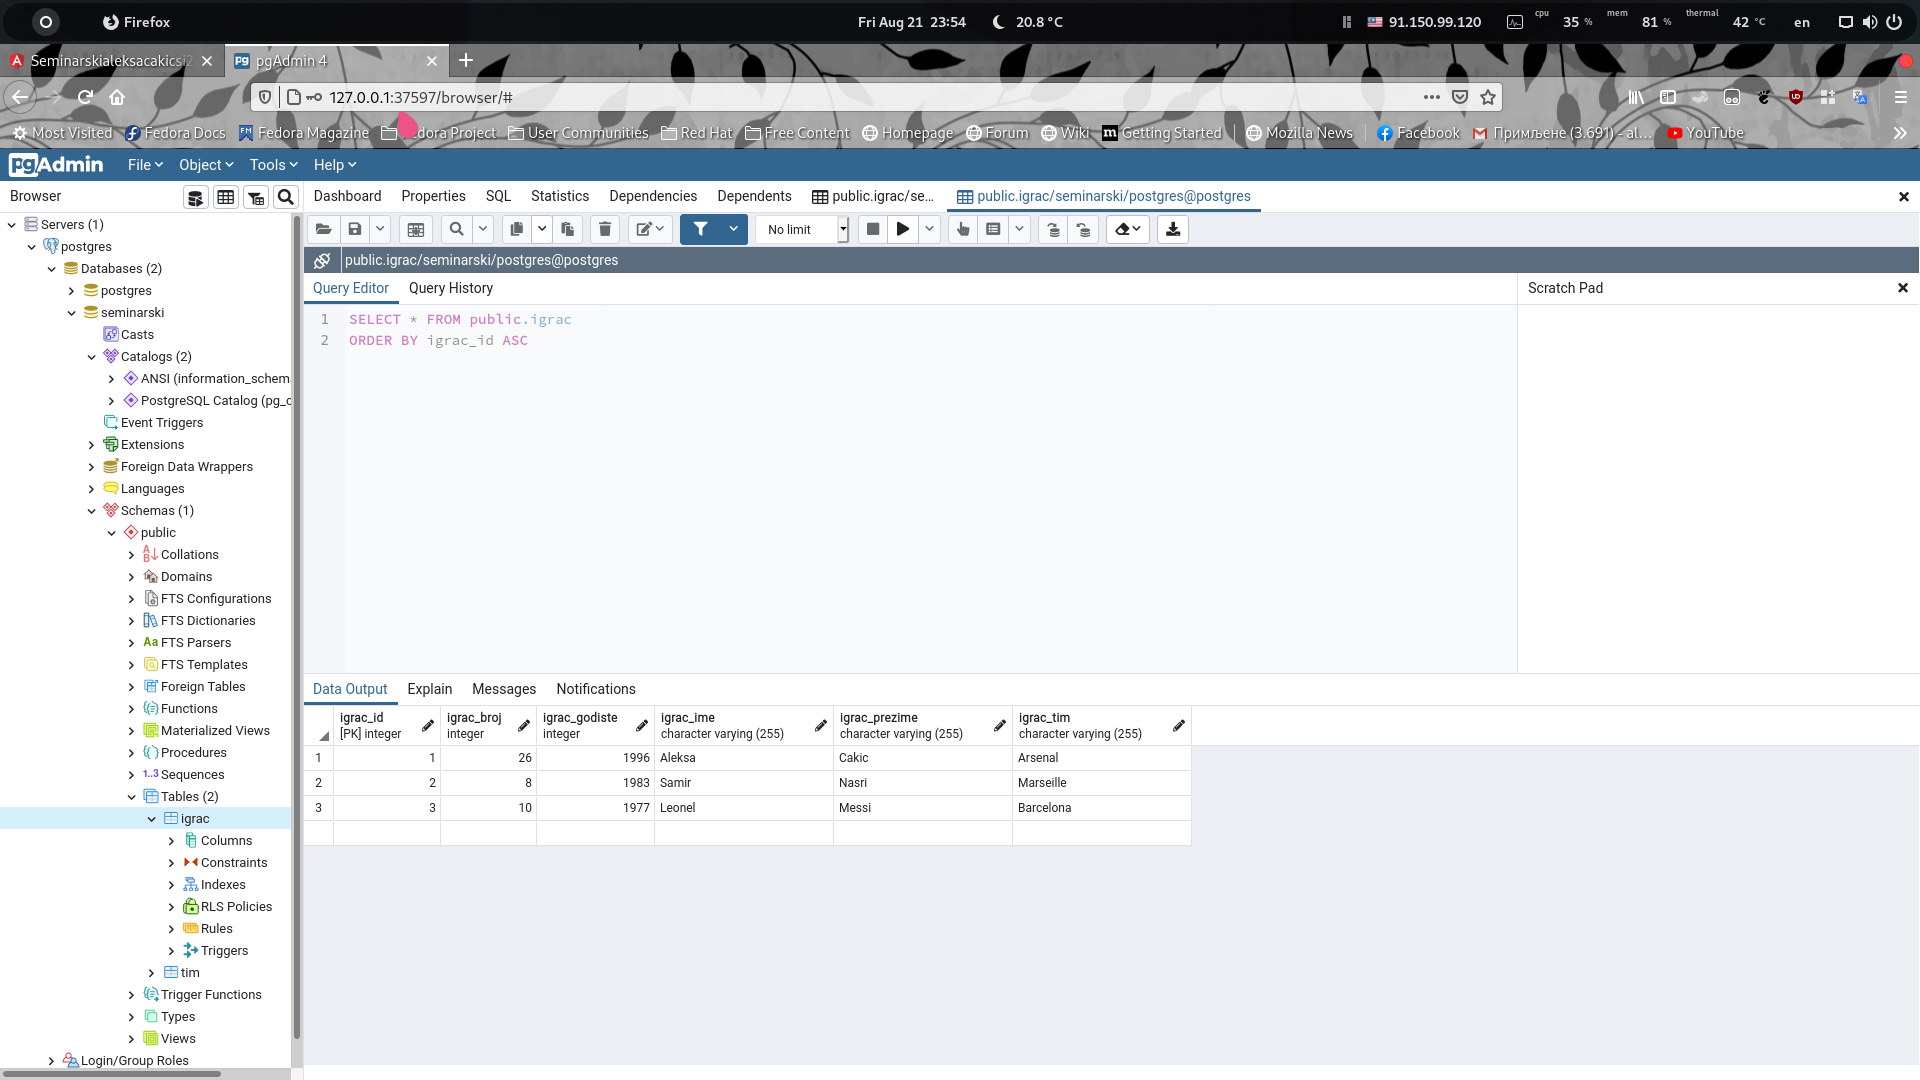 Firefox
Fri Aug 21 23:54
20.8 °C
91.150.99.120
cpu 35 %
mem 81 %
thermal 42 °C
en
Seminarskialeksacakicsi2
pgAdmin 4
127.0.0.1:37597/browser/#
Most Visited
Fedora Docs
Fedora Magazine
Fedora Project
User Communities
Red Hat
Free Content
Homepage
Forum
Wiki
Getting Started
Mozilla News
Facebook
Примљене (3.691) - al...
YouTube
pgAdmin
File
Object
Tools
Help
Browser
Dashboard
Properties
SQL
Statistics
Dependencies
Dependents
public.igrac/se...
public.igrac/seminarski/postgres@postgres
No limit
public.igrac/seminarski/postgres@postgres
Query Editor
Query History
Scratch Pad
1 SELECT * FROM public.igrac
2 ORDER BY igrac_id ASC
Servers (1)
postgres
Databases (2)
postgres
seminarski
Casts
Catalogs (2)
ANSI (information_schem
PostgreSQL Catalog (pg_c
Event Triggers
Extensions
Foreign Data Wrappers
Languages
Schemas (1)
public
Collations
Domains
FTS Configurations
FTS Dictionaries
Aa FTS Parsers
FTS Templates
Foreign Tables
Functions
Materialized Views
Procedures
1..3 Sequences
Tables (2)
igrac
Columns
Constraints
Indexes
RLS Policies
Rules
Triggers
tim
Trigger Functions
Types
Views
Login/Group Roles
Data Output
Explain
Messages
Notifications
igrac_id [PK] integer
igrac_broj integer
igrac_godiste integer
igrac_ime character varying (255)
igrac_prezime character varying (255)
igrac_tim character varying (255)
1 1 26 1996 Aleksa Cakic Arsenal
2 2 8 1983 Samir Nasri Marseille
3 3 10 1977 Leonel Messi Barcelona